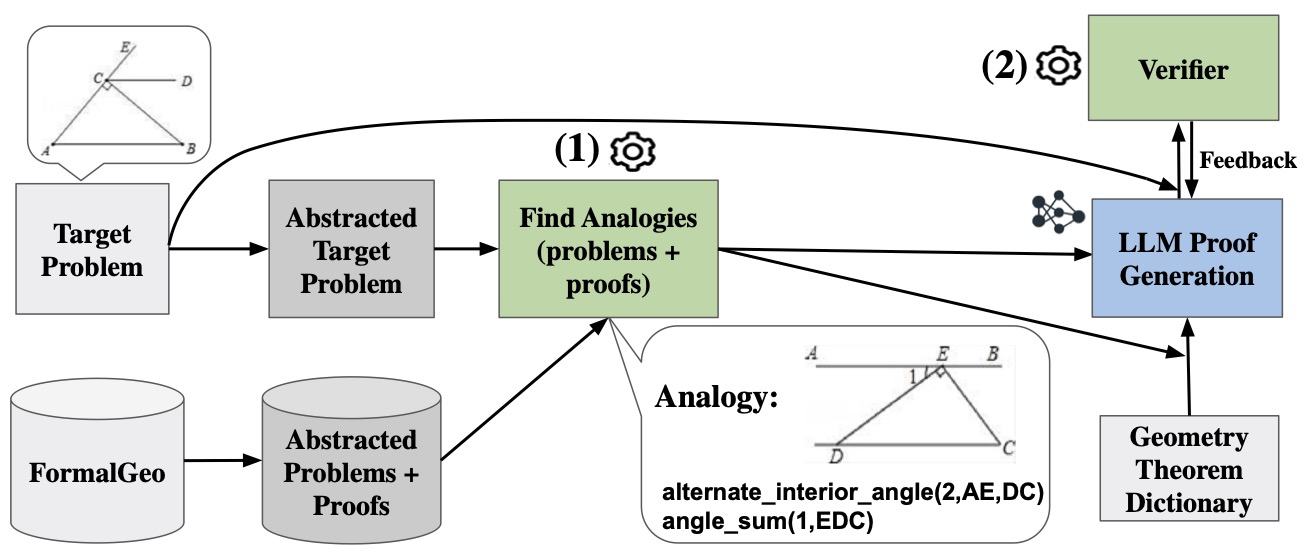 E
C
D
A
B
Target
Problem
Abstracted
Target
Problem
(1)
Find Analogies
(problems +
proofs)
(2)
Verifier
Feedback
LLM Proof
Generation
FormalGeo
Abstracted
Problems +
Proofs
Analogy:
A
E
B
1
D
C
alternate_interior_angle(2,AE,DC)
angle_sum(1,EDC)
Geometry
Theorem
Dictionary